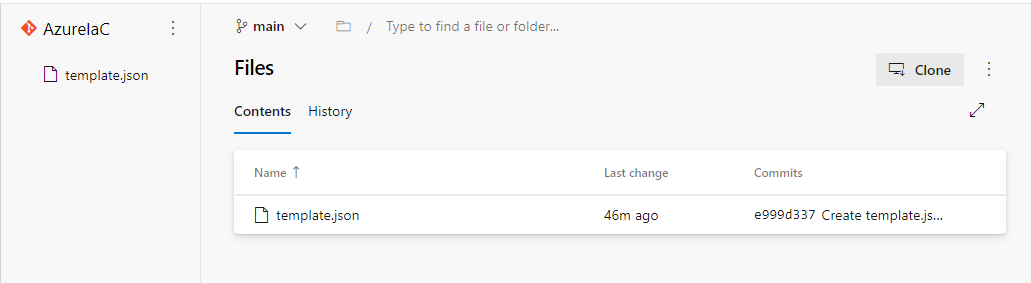 AzureIaC
template.json
main / Type to find a file or folder...
Files
Clone
Contents History
Name ↑ Last change Commits
template.json 46m ago e999d337 Create template.js...